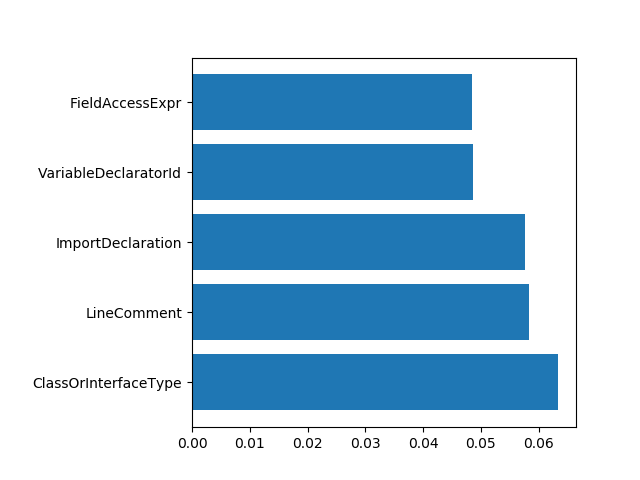 FieldAccessExpr
VariableDeclaratorId
ImportDeclaration
LineComment
ClassOrInterfaceType
0.00 0.01 0.02 0.03 0.04 0.05 0.06